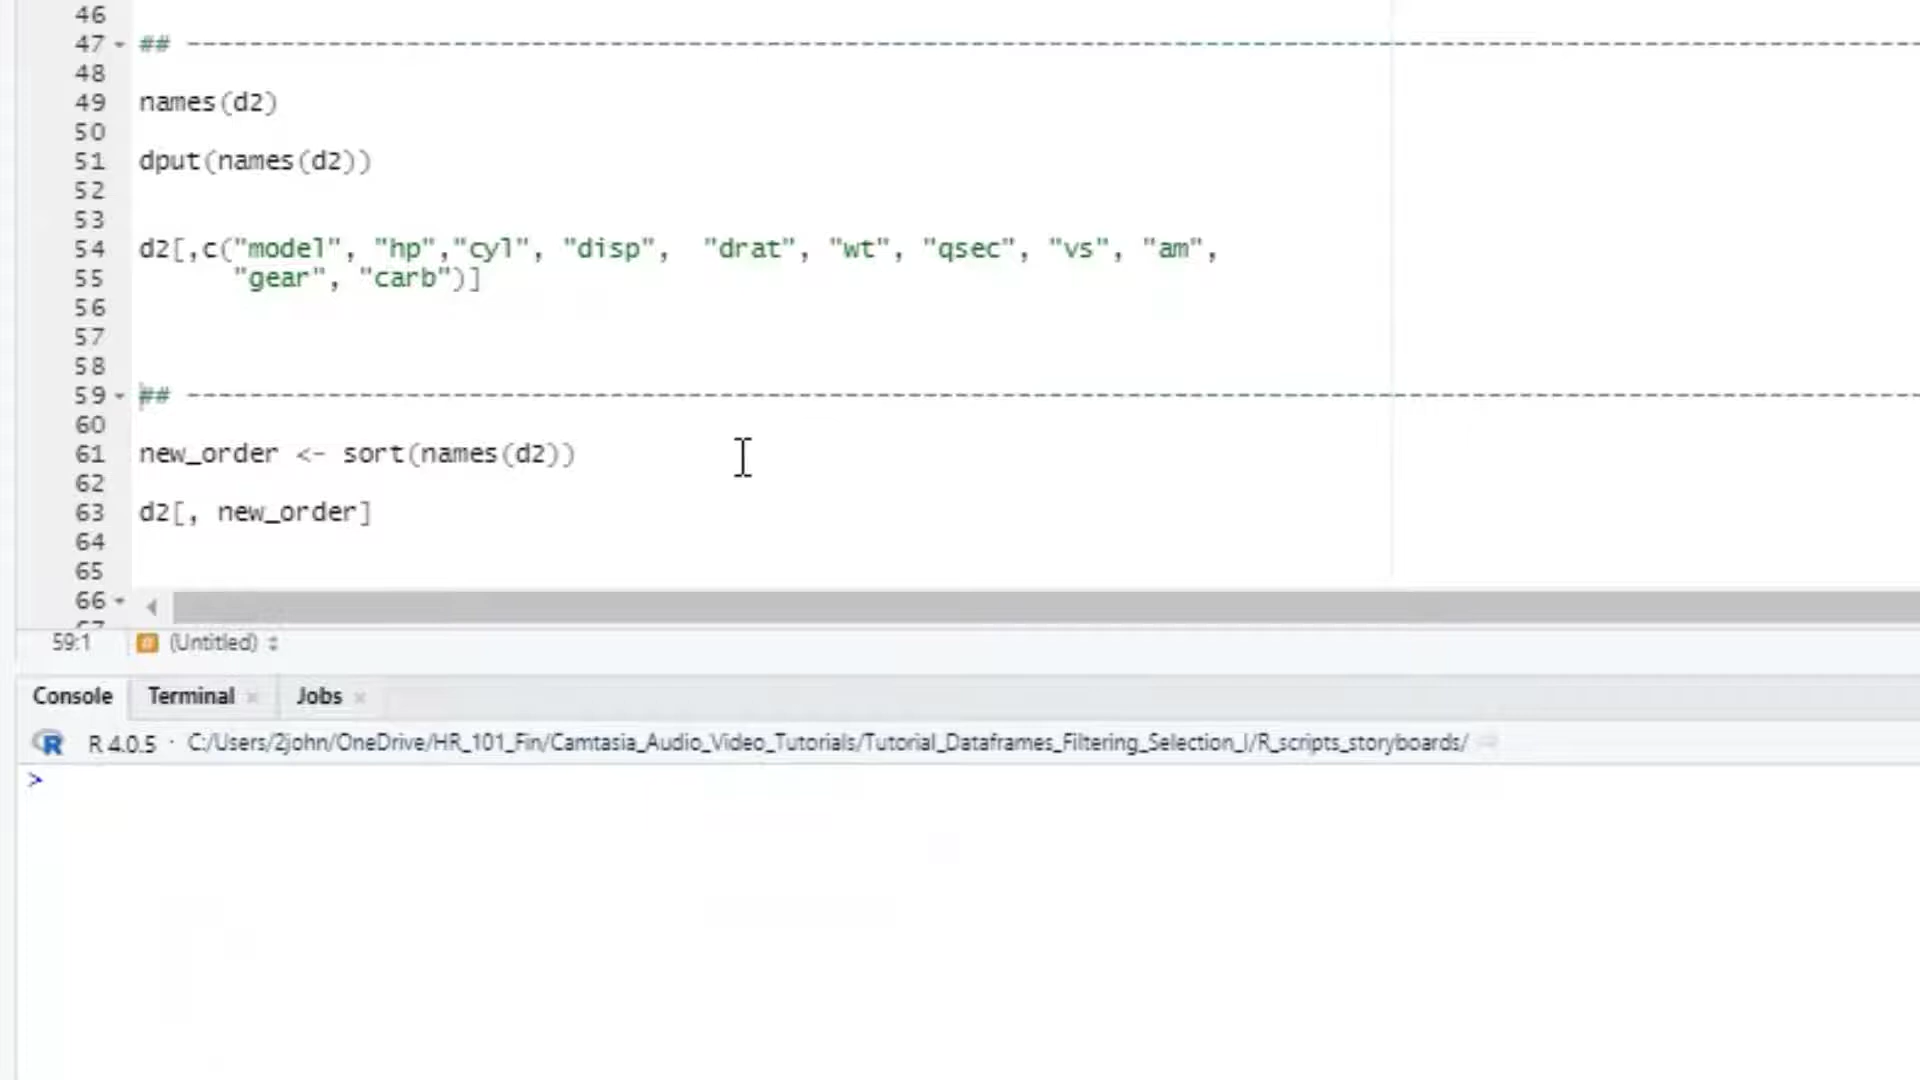 46
47 ## ----------------------------------------------------------------
48
49 names(d2)
50
51 dput(names(d2))
52
53
54 d2[,c("model", "hp","cyl", "disp",  "drat", "wt", "qsec", "vs", "am",
55       "gear", "carb")]
56
57
58
59 ## ----------------------------------------------------------------
60
61 new_order <- sort(names(d2))
62
63 d2[, new_order]
64
65
66
59:1 (Untitled)
Console Terminal × Jobs ×
R 4.0.5 · C:/Users/2john/OneDrive/HR_101_Fin/Camtasia_Audio_Video_Tutorials/Tutorial_Dataframes_Filtering_Selection_I/R_scripts_storyboards/
>